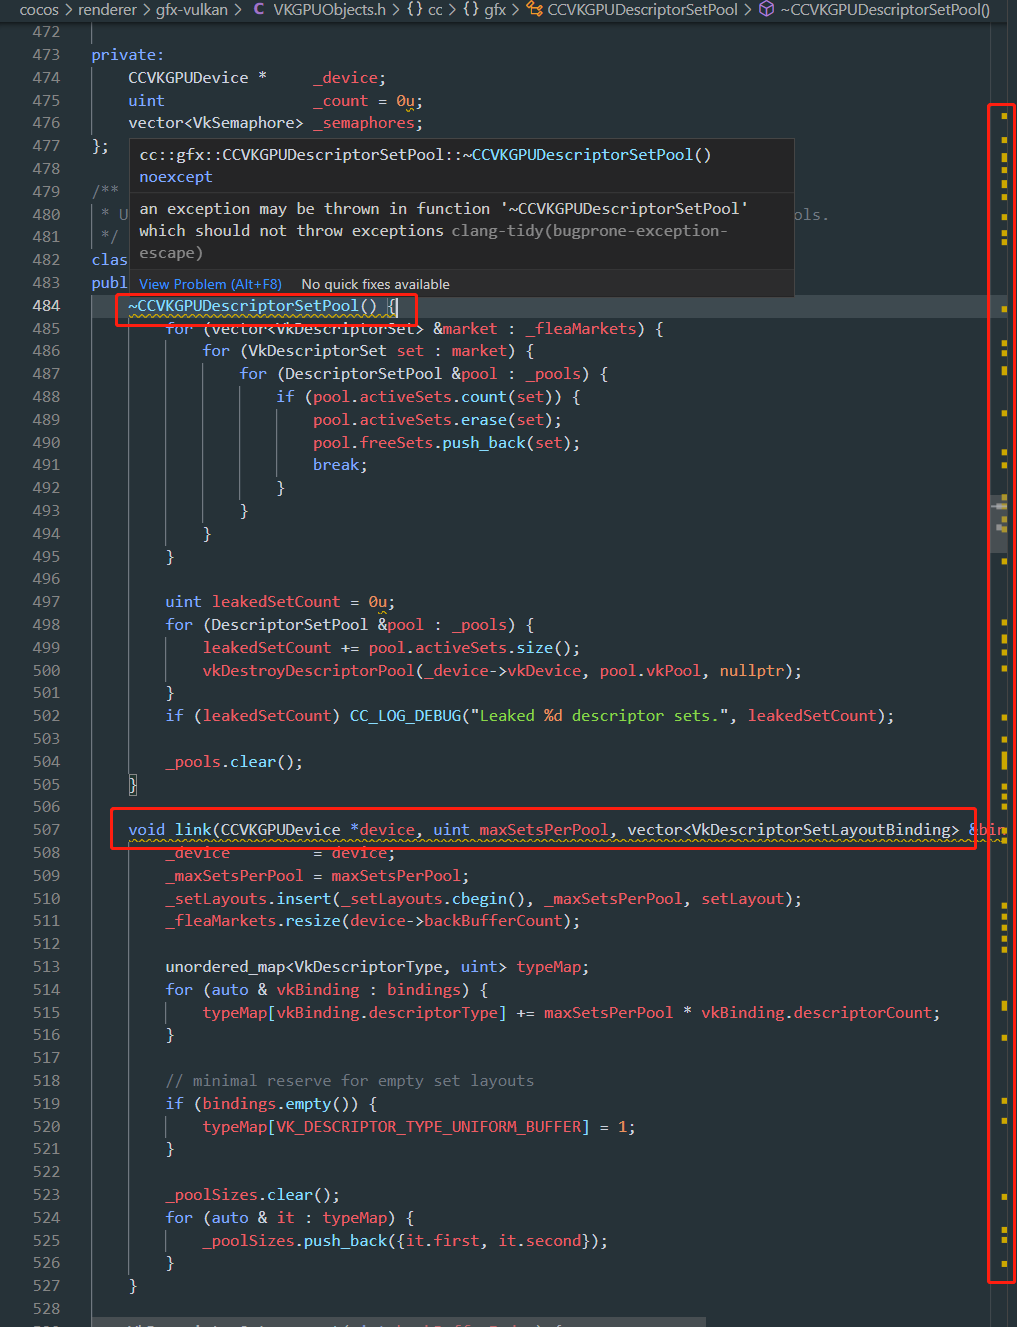 cocos > renderer > gfx-vulkan > C VKGPUObjects.h > {} cc > {} gfx > CCVKGPUDescriptorSetPool > ~CCVKGPUDescriptorSetPool()
472
473 private:
474 CCVKGPUDevice * _device;
475 uint _count = 0u;
476 vector<VkSemaphore> _semaphores;
477 };
478
cc::gfx::CCVKGPUDescriptorSetPool::~CCVKGPUDescriptorSetPool()
noexcept
an exception may be thrown in function '~CCVKGPUDescriptorSetPool'
which should not throw exceptions clang-tidy(bugprone-exception-
escape)
View Problem (Alt+F8) No quick fixes available
479 /**
480 * U ols.
481 */
482 clas
483 publ
484 ~CCVKGPUDescriptorSetPool() {
485 for (vector<VkDescriptorSet> &market : _fleaMarkets) {
486 for (VkDescriptorSet set : market) {
487 for (DescriptorSetPool &pool : _pools) {
488 if (pool.activeSets.count(set)) {
489 pool.activeSets.erase(set);
490 pool.freeSets.push_back(set);
491 break;
492 }
493 }
494 }
495 }
496
497 uint leakedSetCount = 0u;
498 for (DescriptorSetPool &pool : _pools) {
499 leakedSetCount += pool.activeSets.size();
500 vkDestroyDescriptorPool(_device->vkDevice, pool.vkPool, nullptr);
501 }
502 if (leakedSetCount) CC_LOG_DEBUG("Leaked %d descriptor sets.", leakedSetCount);
503
504 _pools.clear();
505 }
506
507 void link(CCVKGPUDevice *device, uint maxSetsPerPool, vector<VkDescriptorSetLayoutBinding> &bin
508 _device = device;
509 _maxSetsPerPool = maxSetsPerPool;
510 _setLayouts.insert(_setLayouts.cbegin(), _maxSetsPerPool, setLayout);
511 _fleaMarkets.resize(device->backBufferCount);
512
513 unordered_map<VkDescriptorType, uint> typeMap;
514 for (auto & vkBinding : bindings) {
515 typeMap[vkBinding.descriptorType] += maxSetsPerPool * vkBinding.descriptorCount;
516 }
517
518 // minimal reserve for empty set layouts
519 if (bindings.empty()) {
520 typeMap[VK_DESCRIPTOR_TYPE_UNIFORM_BUFFER] = 1;
521 }
522
523 _poolSizes.clear();
524 for (auto & it : typeMap) {
525 _poolSizes.push_back({it.first, it.second});
526 }
527 }
528